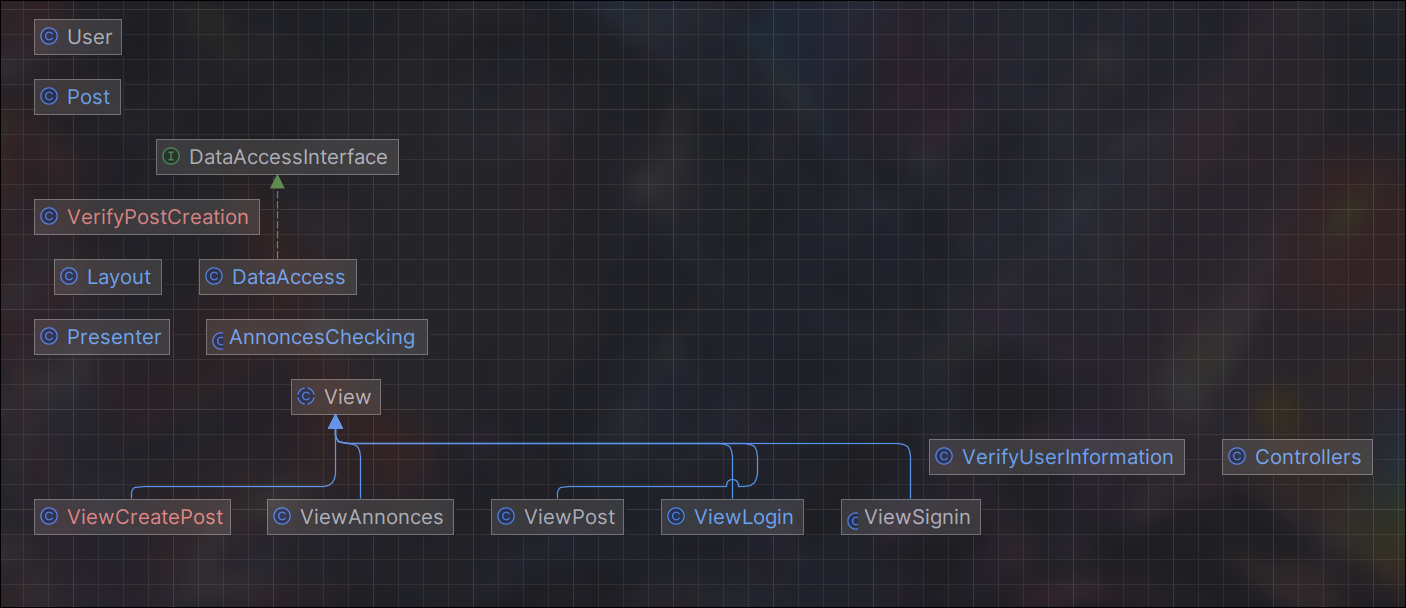 User
Post
DataAccessInterface
VerifyPostCreation
Layout
DataAccess
Presenter
AnnoncesChecking
View
VerifyUserInformation
Controllers
ViewCreatePost
ViewAnnonces
ViewPost
ViewLogin
ViewSignin